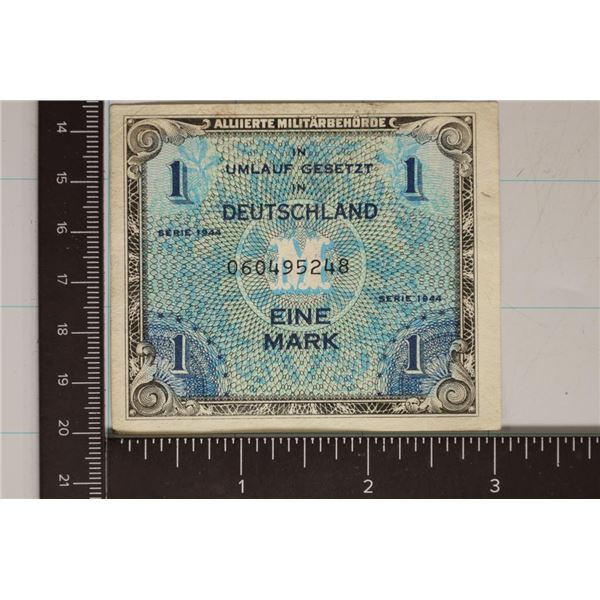 ALLIIERTE MILITÄRBEHÖRDE
IN
UMLAUF GESETZT
IN
DEUTSCHLAND
1 1
SERIE 1944
M
060495248
SERIE 1944
EINE
MARK
1 1
14
15
16
17
18
19
20
21
1 2 3